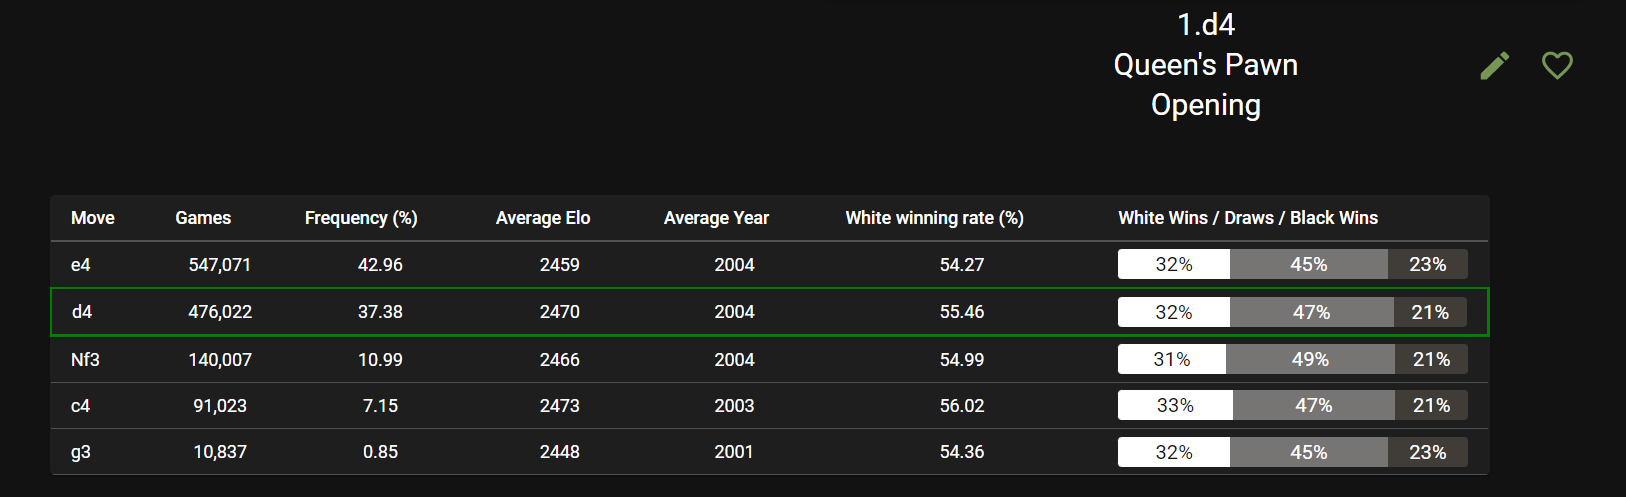 1.d4
Queen's Pawn
Opening
Move Games Frequency (%) Average Elo Average Year White winning rate (%) White Wins / Draws / Black Wins
e4 547,071 42.96 2459 2004 54.27 32% 45% 23%
d4 476,022 37.38 2470 2004 55.46 32% 47% 21%
Nf3 140,007 10.99 2466 2004 54.99 31% 49% 21%
c4 91,023 7.15 2473 2003 56.02 33% 47% 21%
g3 10,837 0.85 2448 2001 54.36 32% 45% 23%